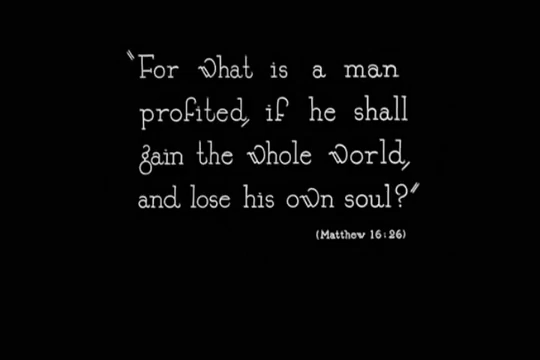 "For what is a man
profited, if he shall
gain the whole world,
and lose his own soul?"
(Matthew 16:26)